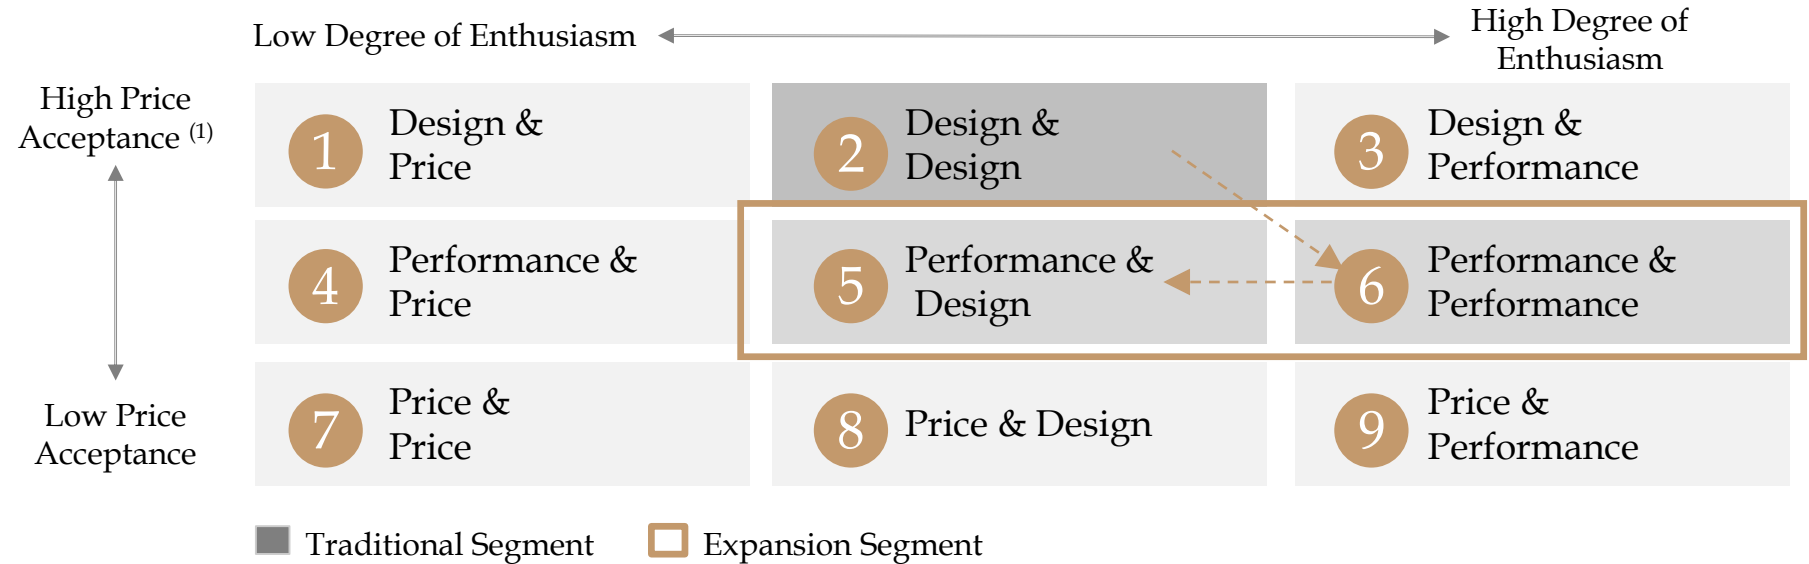 Low Degree of Enthusiasm
High Degree of
Enthusiasm
High Price
Acceptance (1)
1
Design &
Price
2
Design &
Design
3
Design &
Performance
4
Performance &
Price
5
Performance &
Design
6
Performance &
Performance
Low Price
Acceptance
7
Price &
Price
8
Price & Design
9
Price &
Performance
Traditional Segment
Expansion Segment